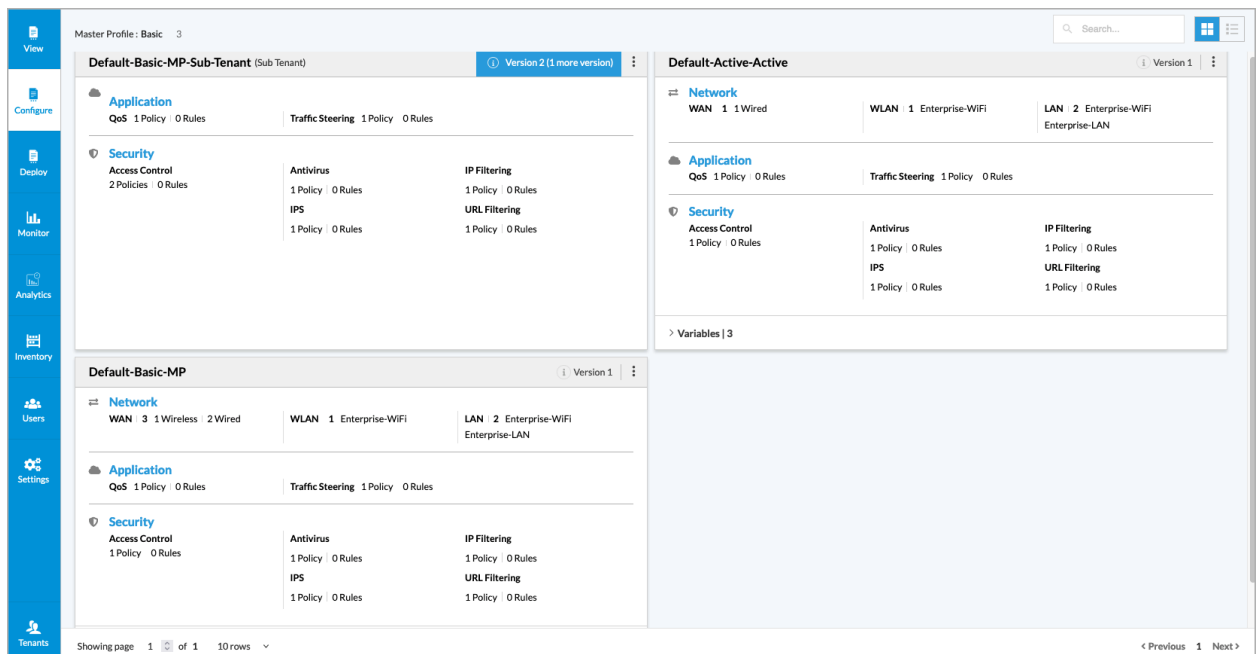 View
Configure
Deploy
Monitor
Analytics
Inventory
Users
Settings
Tenants
Master Profile : Basic 3
Search...
Default-Basic-MP-Sub-Tenant (Sub Tenant)
Version 2 (1 more version)
Application
QoS 1 Policy | 0 Rules
Traffic Steering 1 Policy 0 Rules
Security
Access Control
2 Policies | 0 Rules
Antivirus
1 Policy | 0 Rules
IPS
1 Policy | 0 Rules
IP Filtering
1 Policy | 0 Rules
URL Filtering
1 Policy | 0 Rules
Default-Active-Active
Version 1
Network
WAN 1 1 Wired
WLAN 1 Enterprise-WiFi
LAN 2 Enterprise-WiFi
Enterprise-LAN
Application
QoS 1 Policy | 0 Rules
Traffic Steering 1 Policy 0 Rules
Security
Access Control
1 Policy | 0 Rules
Antivirus
1 Policy | 0 Rules
IPS
1 Policy | 0 Rules
IP Filtering
1 Policy | 0 Rules
URL Filtering
1 Policy | 0 Rules
> Variables | 3
Default-Basic-MP
Version 1
Network
WAN | 3 1 Wireless | 2 Wired
WLAN 1 Enterprise-WiFi
LAN | 2 Enterprise-WiFi
Enterprise-LAN
Application
QoS 1 Policy | 0 Rules
Traffic Steering 1 Policy 0 Rules
Security
Access Control
1 Policy 0 Rules
Antivirus
1 Policy | 0 Rules
IPS
1 Policy | 0 Rules
IP Filtering
1 Policy | 0 Rules
URL Filtering
1 Policy | 0 Rules
Showing page 1 of 1 10 rows
< Previous 1 Next >